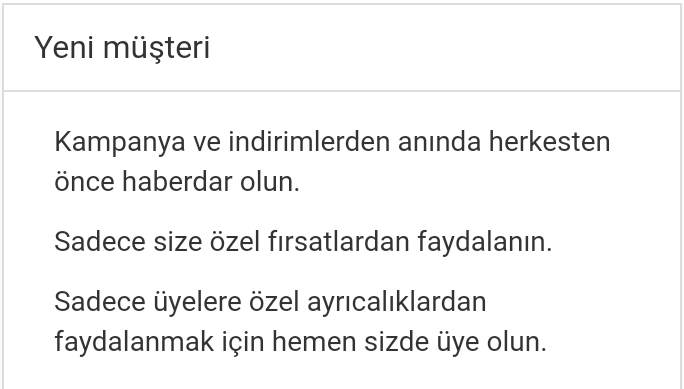 Yeni müşteri
Kampanya ve indirimlerden anında herkesten
önce haberdar olun.
Sadece size özel fırsatlardan faydalanın.
Sadece üyelere özel ayrıcalıklardan
faydalanmak için hemen sizde üye olun.